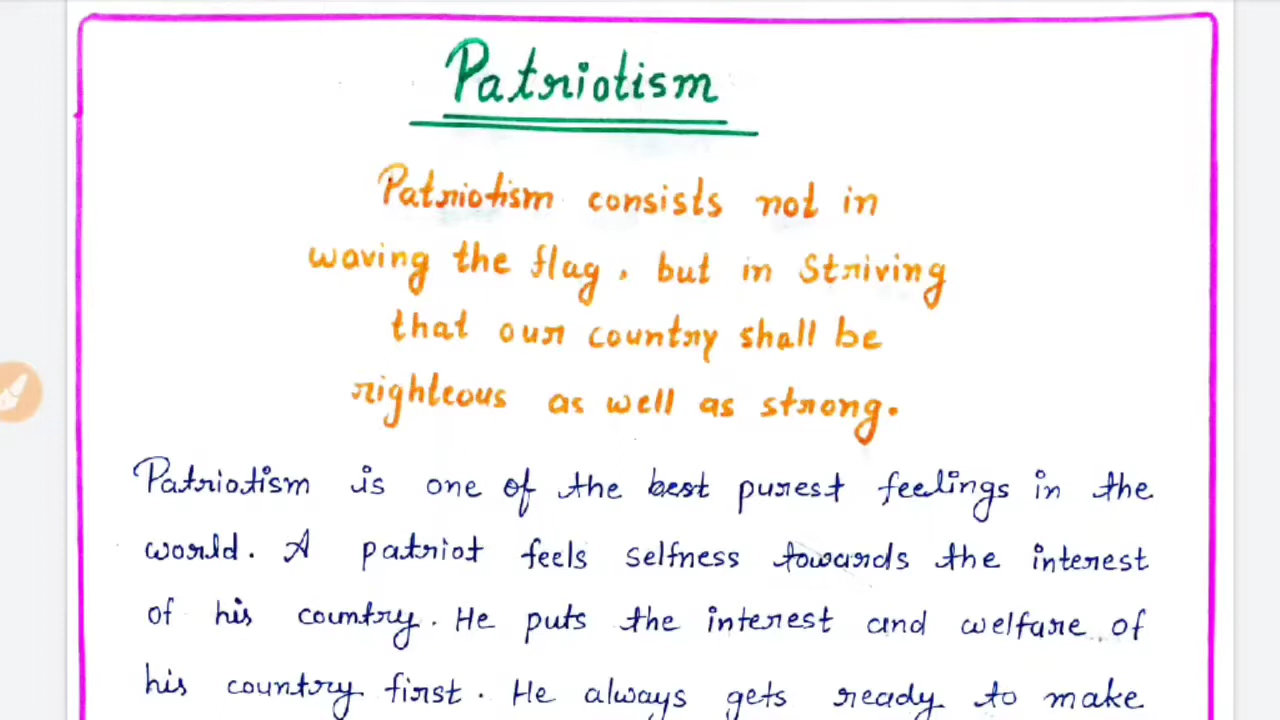 Patriotism
Patriotism consists not in
waving the flag, but in Striving
that our country shall be
righteous as well as strong.
Patriotism is one of the best purest feelings in the
world. A patriot feels selfness towards the interest
of his country. He puts the interest and welfare of
his country first. He always gets ready to make